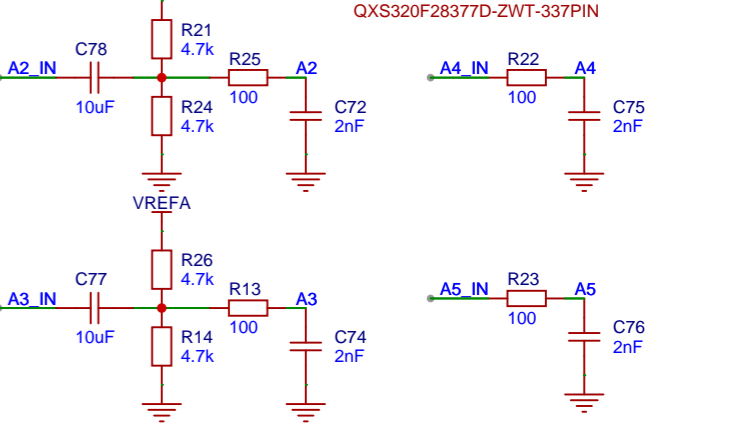 QXS320F28377D-ZWT-337PIN
R21
4.7k
C78
A2_IN
10uF
R25
100
A2
R24
4.7k
C72
2nF
A4_IN
R22
100
A4
C75
2nF
VREFA
R26
4.7k
C77
A3_IN
10uF
R13
100
A3
R14
4.7k
C74
2nF
A5_IN
R23
100
A5
C76
2nF